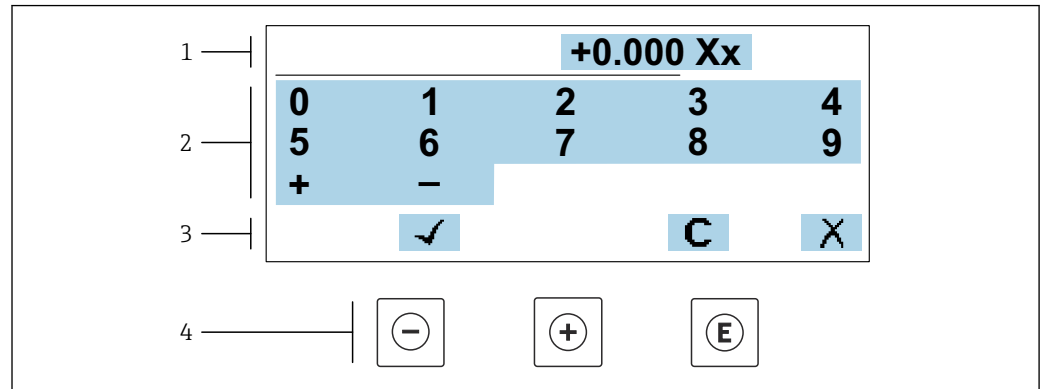 1 +0.000 Xx
0 1 2 3 4
2 5 6 7 8 9
+ −
3 ✓ C X
4 − + E